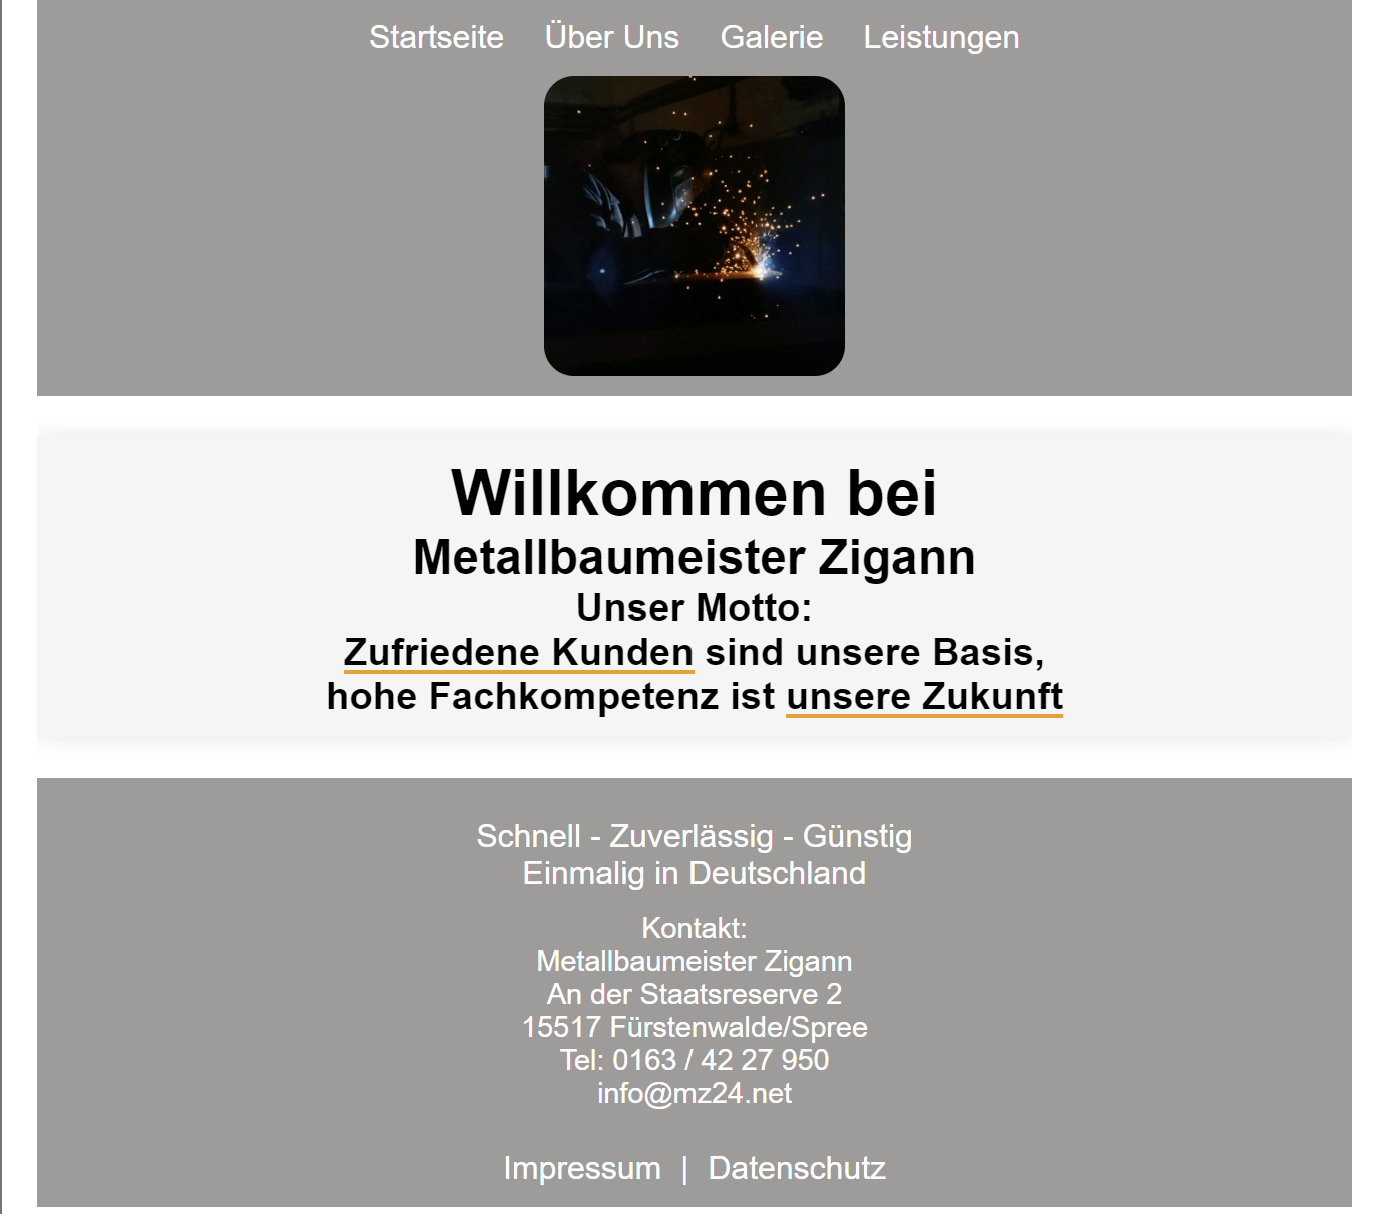 Startseite Über Uns Galerie Leistungen
Willkommen bei
Metallbaumeister Zigann
Unser Motto:
Zufriedene Kunden sind unsere Basis,
hohe Fachkompetenz ist unsere Zukunft
Schnell - Zuverlässig - Günstig
Einmalig in Deutschland
Kontakt:
Metallbaumeister Zigann
An der Staatsreserve 2
15517 Fürstenwalde/Spree
Tel: 0163 / 42 27 950
info@mz24.net
Impressum | Datenschutz